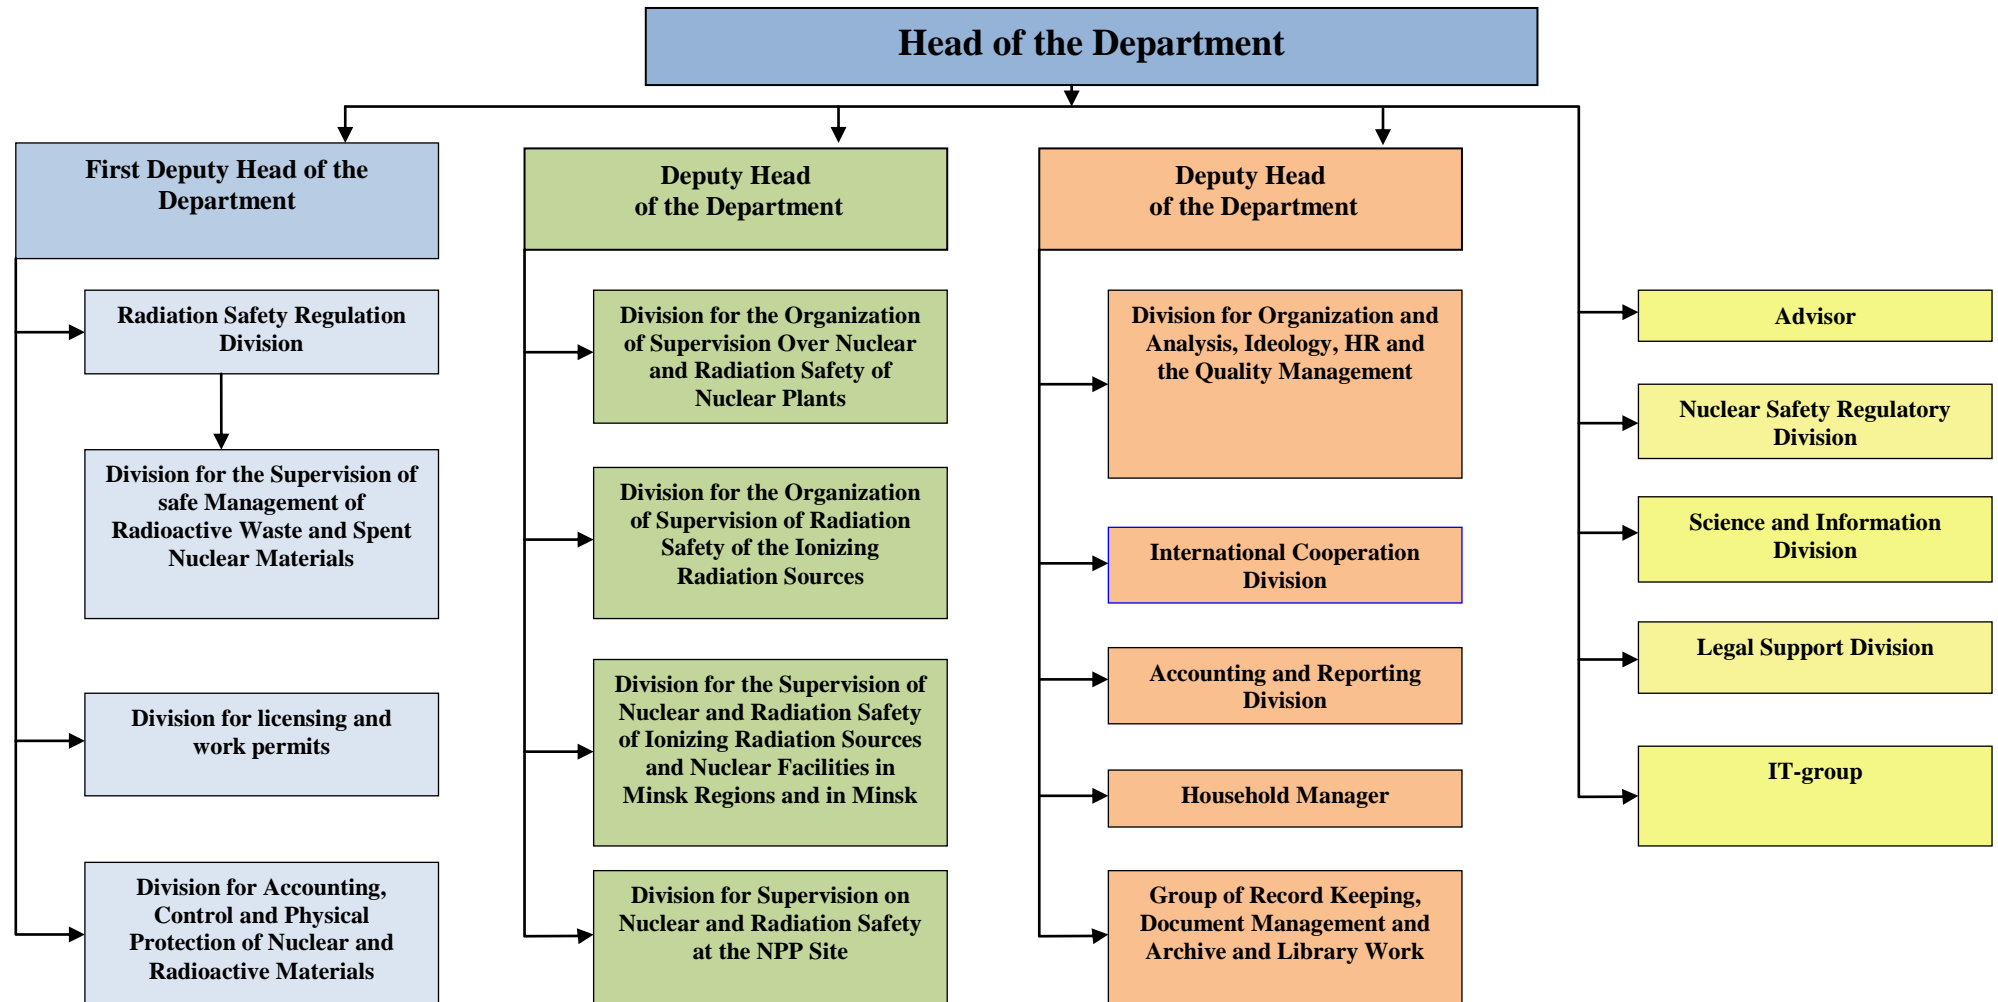 Head of the Department
First Deputy Head of the
Department
Radiation Safety Regulation
Division
Division for the Supervision of
safe Management of
Radioactive Waste and Spent
Nuclear Materials
Division for licensing and
work permits
Division for Accounting,
Control and Physical
Protection of Nuclear and
Radioactive Materials
Deputy Head
of the Department
Division for the Organization
of Supervision Over Nuclear
and Radiation Safety of
Nuclear Plants
Division for the Organization
of Supervision of Radiation
Safety of the Ionizing
Radiation Sources
Division for the Supervision of
Nuclear and Radiation Safety
of Ionizing Radiation Sources
and Nuclear Facilities in
Minsk Regions and in Minsk
Division for Supervision on
Nuclear and Radiation Safety
at the NPP Site
Deputy Head
of the Department
Division for Organization and
Analysis, Ideology, HR and
the Quality Management
International Cooperation
Division
Accounting and Reporting
Division
Household Manager
Group of Record Keeping,
Document Management and
Archive and Library Work
Advisor
Nuclear Safety Regulatory
Division
Science and Information
Division
Legal Support Division
IT-group